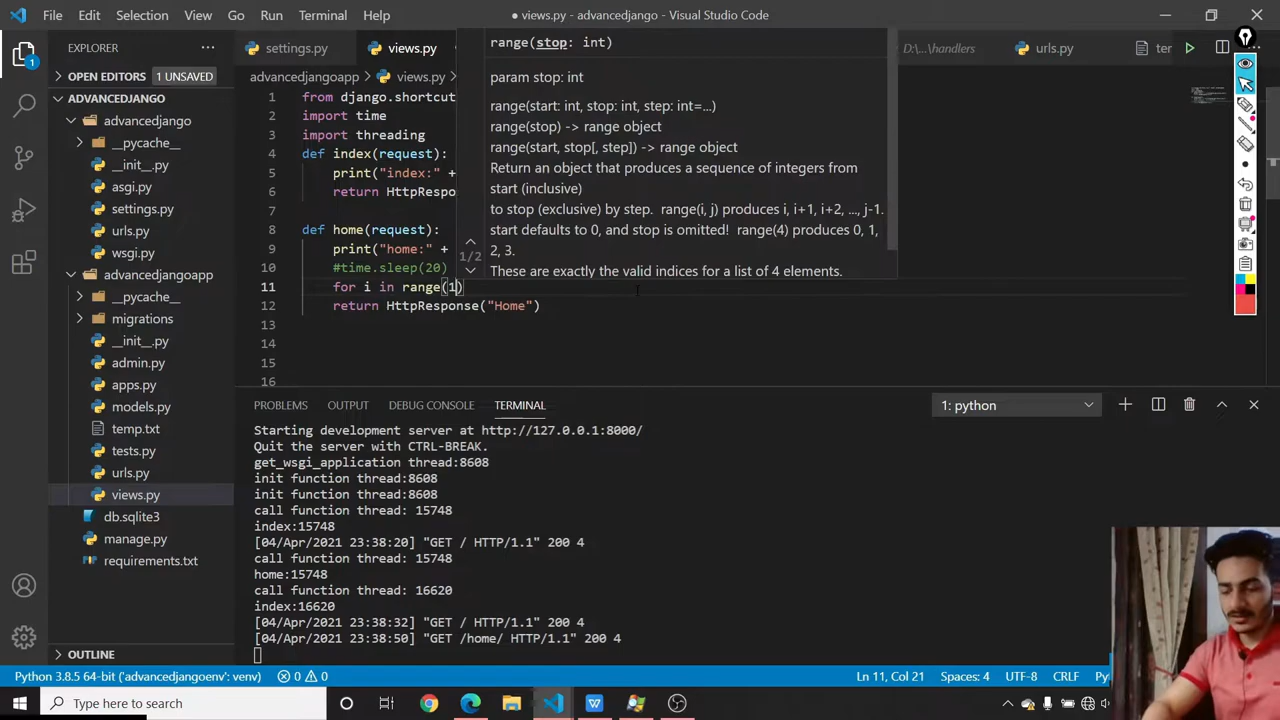 File Edit Selection View Go Run Terminal Help
● views.py - advancedjango - Visual Studio Code
EXPLORER
settings.py
views.py
D:\...\handlers
urls.py
OPEN EDITORS 1 UNSAVED
ADVANCEDJANGO
advancedjango
__pycache__
__init__.py
asgi.py
settings.py
urls.py
wsgi.py
advancedjangoapp
__pycache__
migrations
__init__.py
admin.py
apps.py
models.py
temp.txt
tests.py
urls.py
views.py
db.sqlite3
manage.py
requirements.txt
OUTLINE
advancedjangoapp > views.py >
1 from django.shortcut
2 import time
3 import threading
4 def index(request):
5 print("index:" +
6 return HttpRespo
7
8 def home(request):
9 print("home:" +
10 #time.sleep(20)
11 for i in range(1)
12 return HttpResponse("Home")
13
14
15
16
range(stop: int)
param stop: int
range(start: int, stop: int, step: int=...)
range(stop) -> range object
range(start, stop[, step]) -> range object
Return an object that produces a sequence of integers from
start (inclusive)
to stop (exclusive) by step. range(i, j) produces i, i+1, i+2, ..., j-1.
start defaults to 0, and stop is omitted! range(4) produces 0, 1,
2, 3.
These are exactly the valid indices for a list of 4 elements.
1/2
PROBLEMS OUTPUT DEBUG CONSOLE TERMINAL
1: python
Starting development server at http://127.0.0.1:8000/
Quit the server with CTRL-BREAK.
get_wsgi_application thread:8608
init function thread:8608
init function thread:8608
call function thread: 15748
index:15748
[04/Apr/2021 23:38:20] "GET / HTTP/1.1" 200 4
call function thread: 15748
home:15748
call function thread: 16620
index:16620
[04/Apr/2021 23:38:32] "GET / HTTP/1.1" 200 4
[04/Apr/2021 23:38:50] "GET /home/ HTTP/1.1" 200 4
Python 3.8.5 64-bit ('advancedjangoenv': venv) 0 0
Ln 11, Col 21 Spaces: 4 UTF-8 CRLF
Type here to search